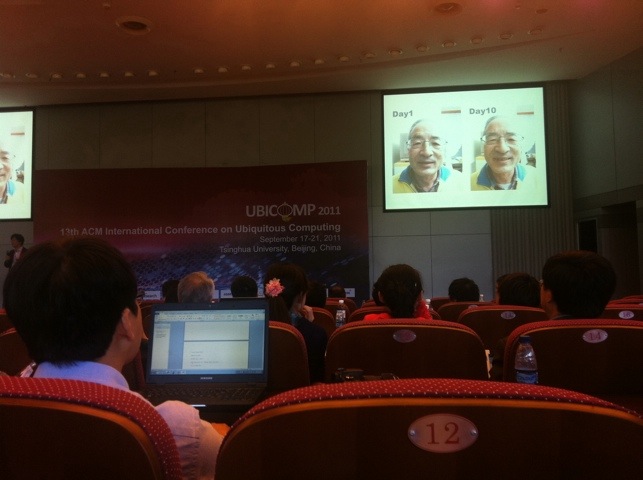 Day1 Day10
UBICOMP 2011
13th ACM International Conference on Ubiquitous Computing
September 17-21, 2011
Tsinghua University, Beijing, China
SAMSUNG
14
12